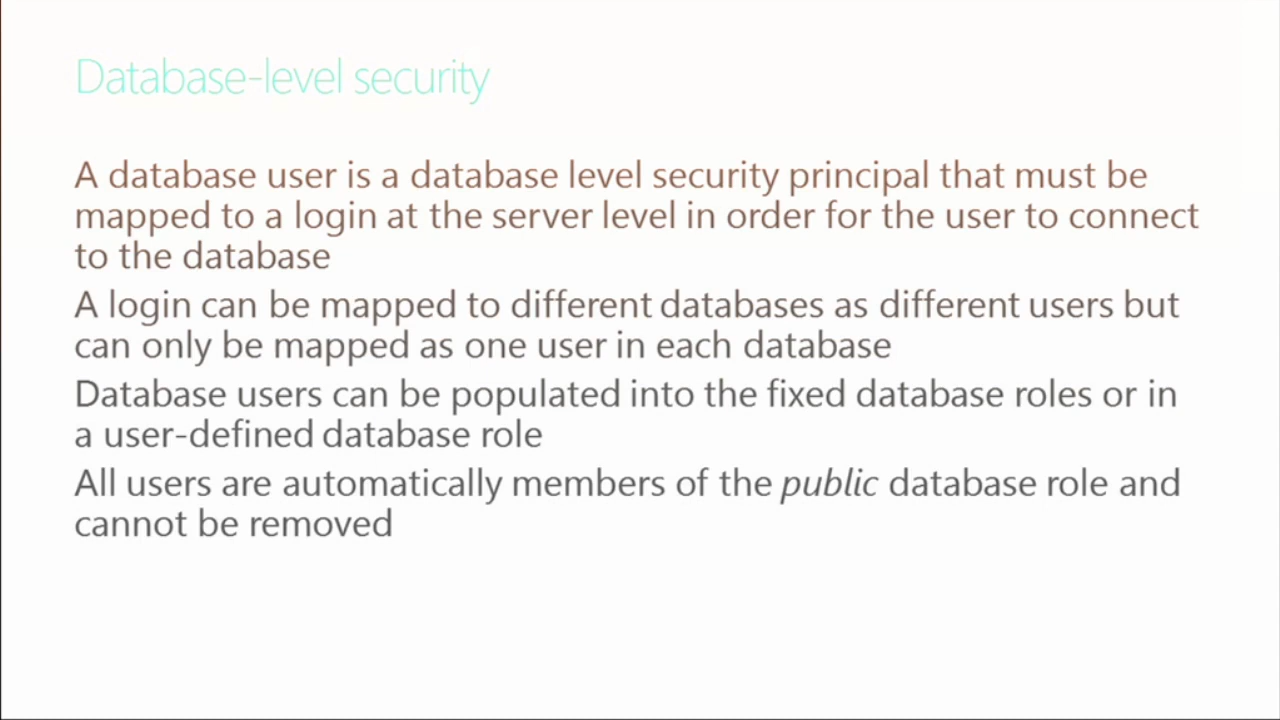 Database-level security
A database user is a database level security principal that must be
mapped to a login at the server level in order for the user to connect
to the database
A login can be mapped to different databases as different users but
can only be mapped as one user in each database
Database users can be populated into the fixed database roles or in
a user-defined database role
All users are automatically members of the public database role and
cannot be removed